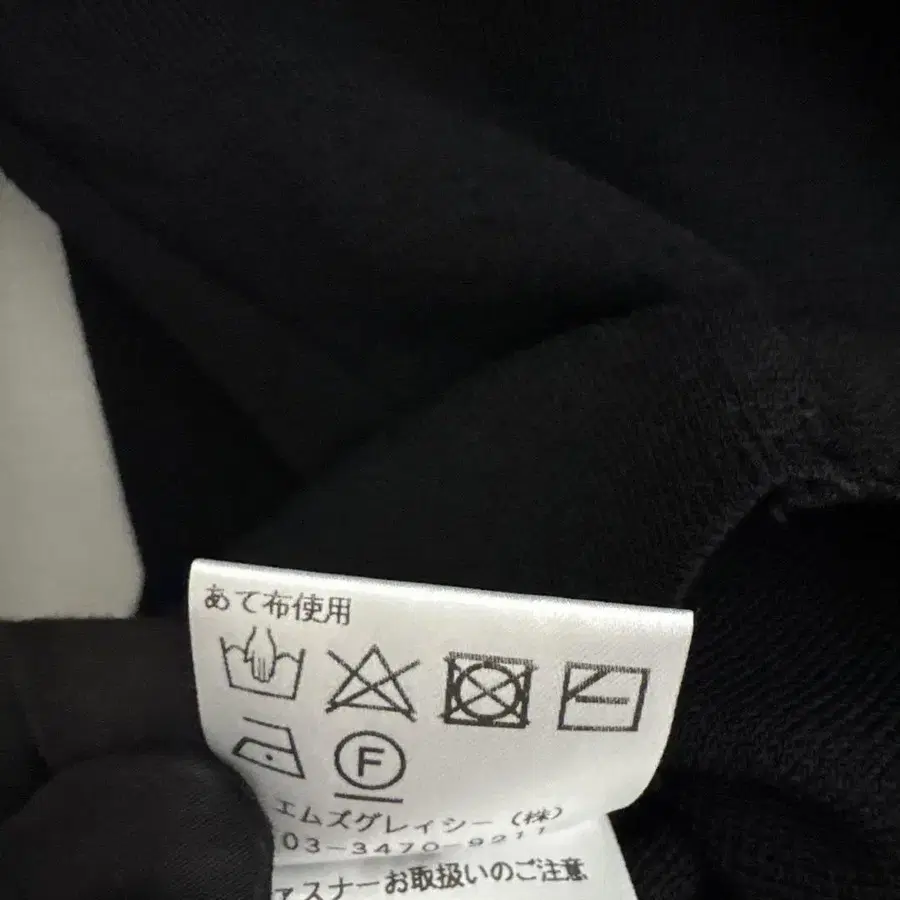 あて布使用
F
エムズグレイシー（株）
03-3470-9211
ァスナーお取扱いのご注意